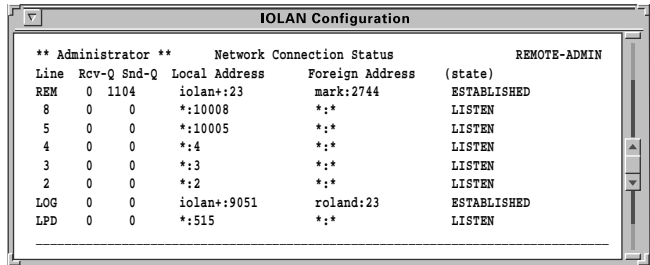 IOLAN Configuration
** Administrator ** Network Connection Status REMOTE-ADMIN
Line Rcv-Q Snd-Q Local Address Foreign Address (state)
REM 0 1104 iolan+:23 mark:2744 ESTABLISHED
8 0 0 *:10008 *:* LISTEN
5 0 0 *:10005 *:* LISTEN
4 0 0 *:4 *:* LISTEN
3 0 0 *:3 *:* LISTEN
2 0 0 *:2 *:* LISTEN
LOG 0 0 iolan+:9051 roland:23 ESTABLISHED
LPD 0 0 *:515 *:* LISTEN